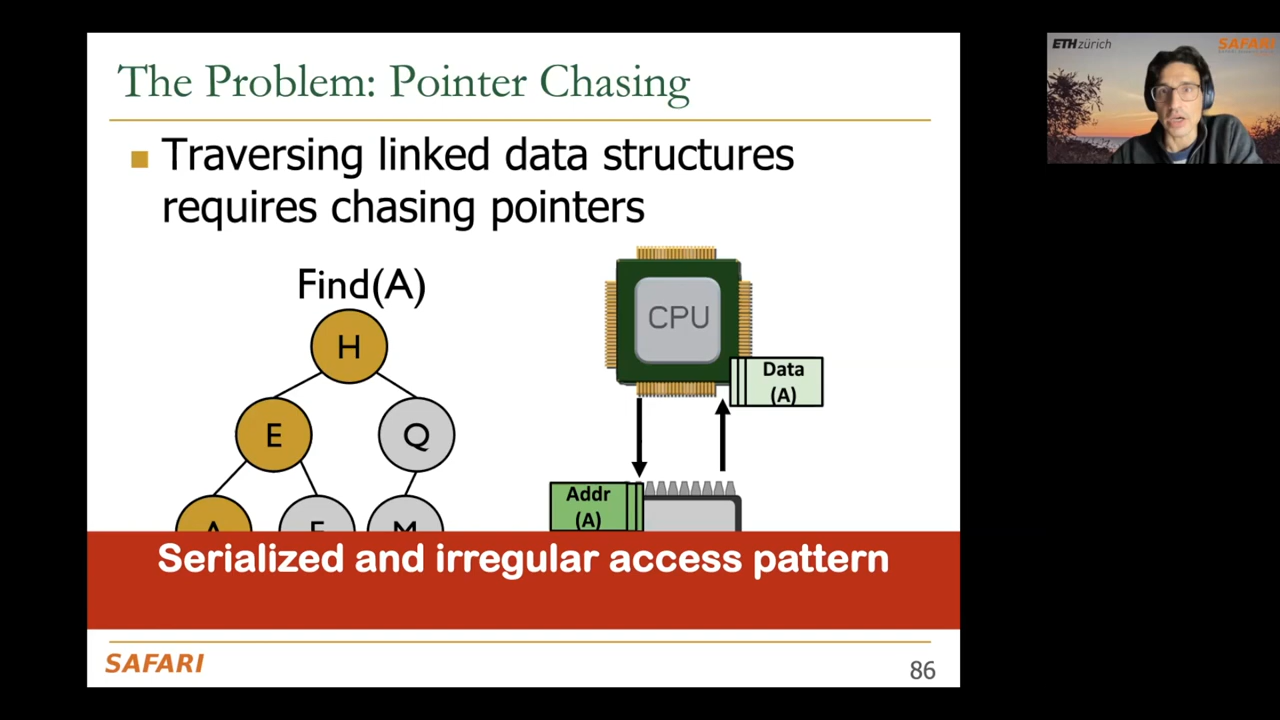 The Problem: Pointer Chasing
Traversing linked data structures
requires chasing pointers
Find(A)
H
E
Q
A
F
M
CPU
Data
(A)
Addr
(A)
Serialized and irregular access pattern
SAFARI
86
ETH zürich
SAFARI